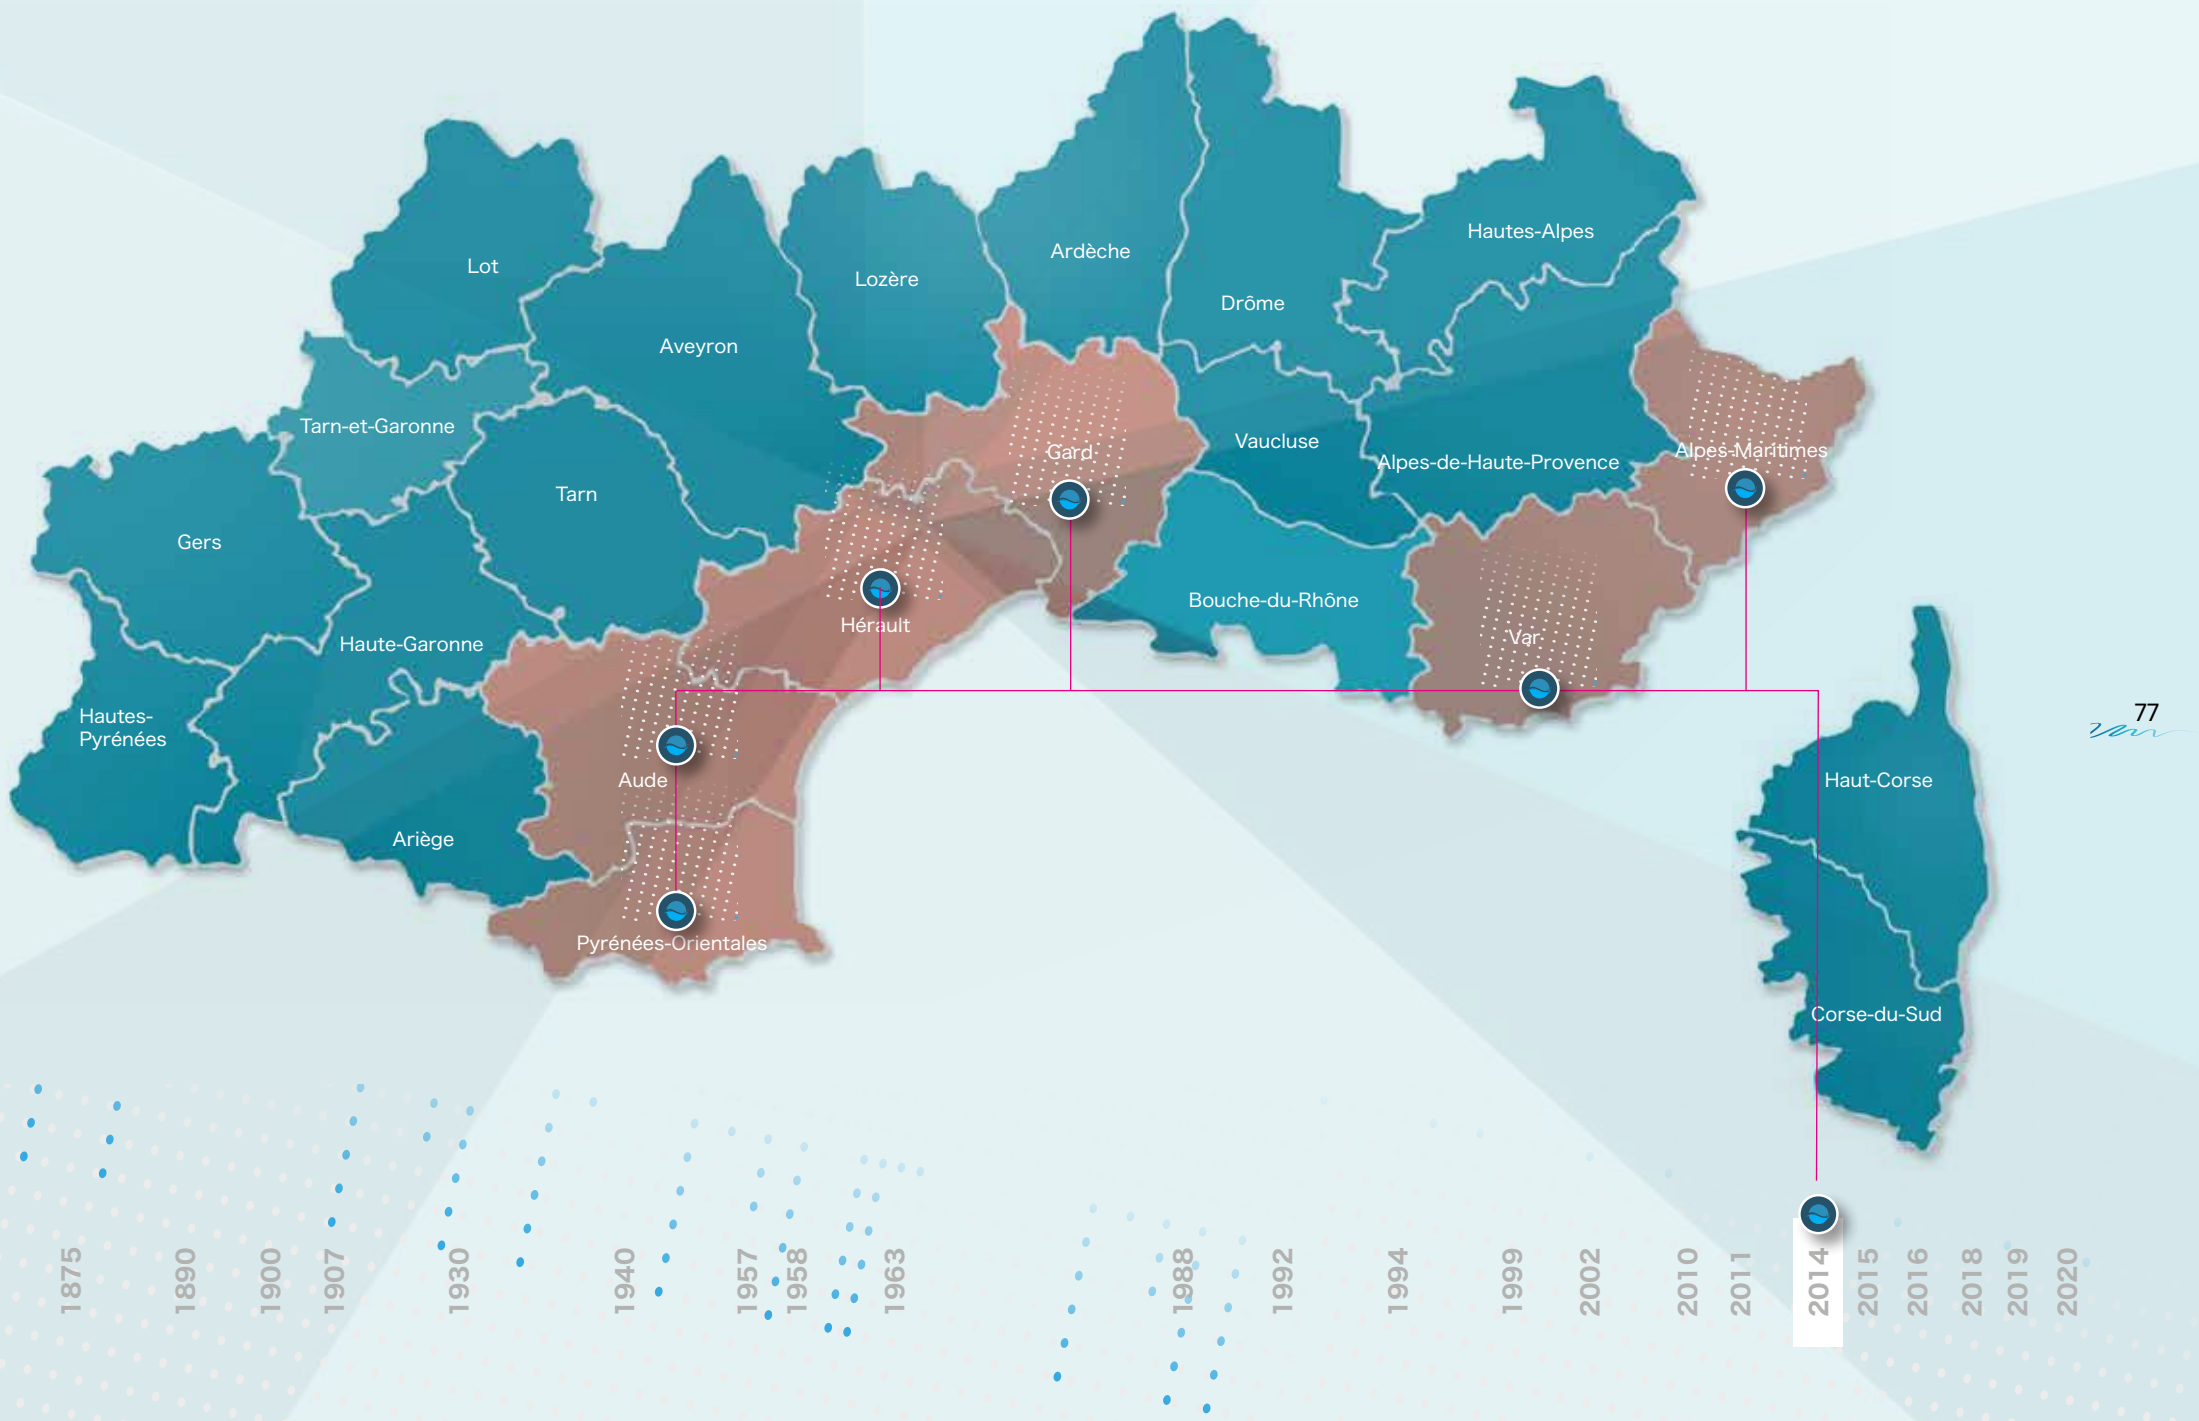 Lot
Aveyron
Lozère
Ardèche
Drôme
Hautes-Alpes
Tarn-et-Garonne
Tarn
Gard
Vaucluse
Alpes-de-Haute-Provence
Alpes-Maritimes
Gers
Haute-Garonne
Hérault
Bouche-du-Rhône
Var
Hautes-
Pyrénées
Ariège
Aude
Pyrénées-Orientales
Haut-Corse
Corse-du-Sud
77
1875
1890
1900
1907
1930
1940
1957
1958
1963
1988
1992
1994
1999
2002
2010
2011
2014
2015
2016
2018
2019
2020